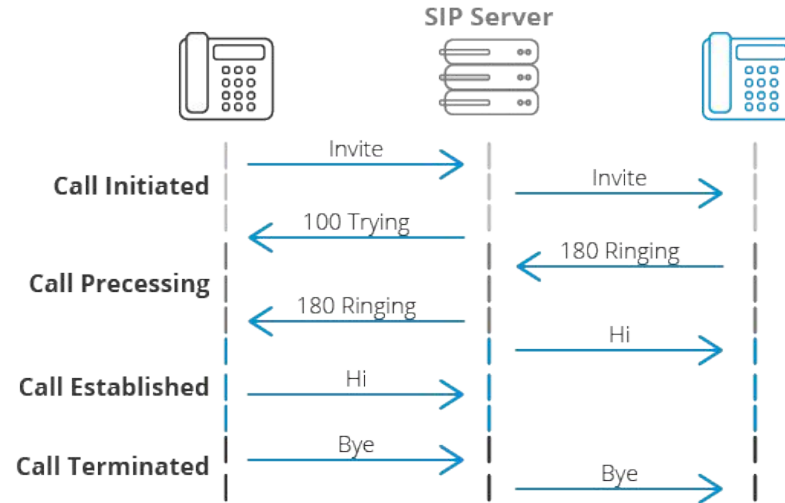 SIP Server
Invite
Call Initiated
Invite
100 Trying
180 Ringing
Call Precessing
180 Ringing
Hi
Call Established
Hi
Bye
Call Terminated
Bye